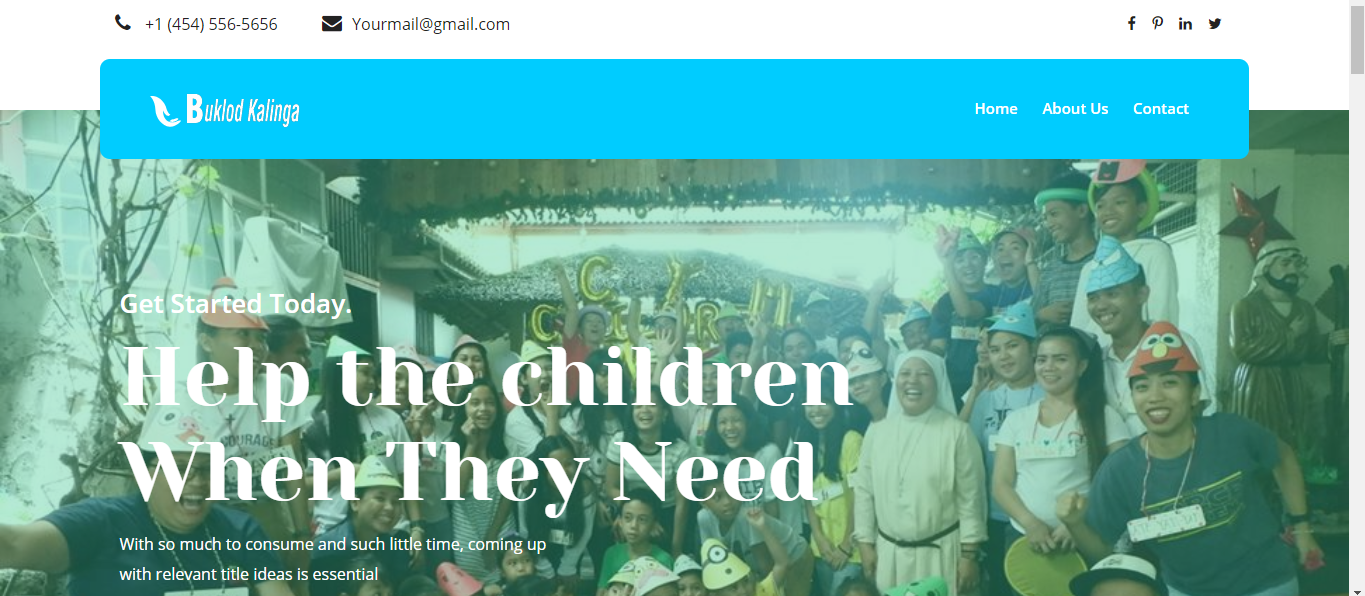 +1 (454) 556-5656
Yourmail@gmail.com
Buklod Kalinga
Home
About Us
Contact
Get Started Today.
Help the children
When They Need
With so much to consume and such little time, coming up
with relevant title ideas is essential
COURAGE